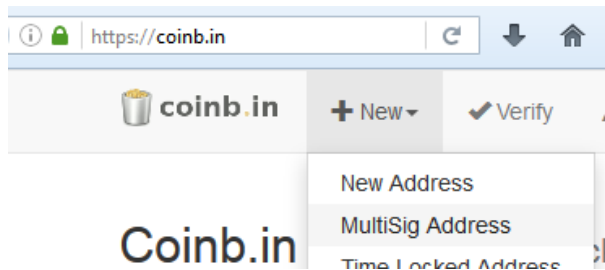 https://coinb.in
coinb.in
New
Verify
New Address
MultiSig Address
Coinb.in
Time Locked Address